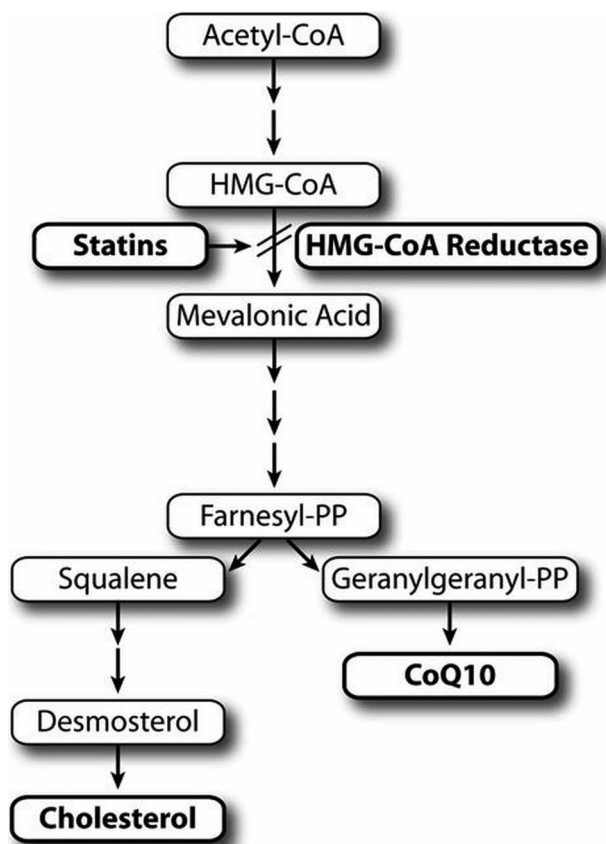 Acetyl-CoA
HMG-CoA
Statins
HMG-CoA Reductase
Mevalonic Acid
Farnesyl-PP
Squalene
Geranylgeranyl-PP
CoQ10
Desmosterol
Cholesterol